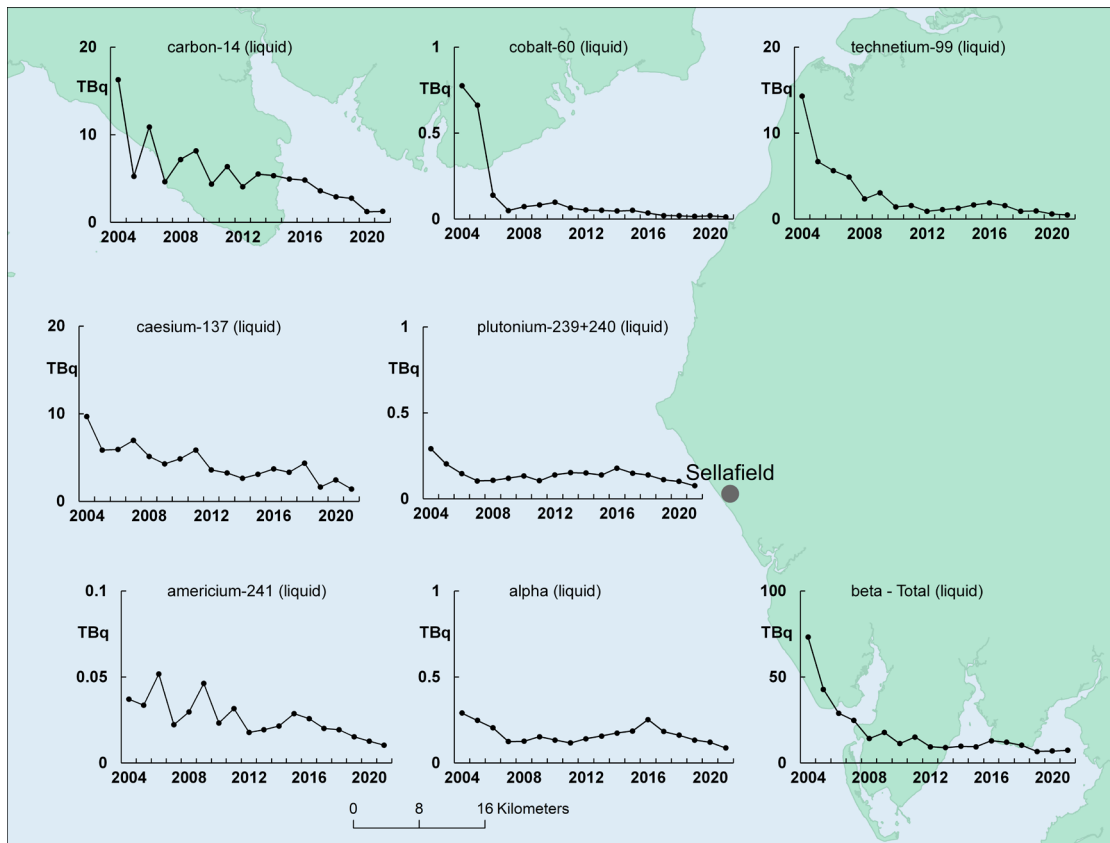 carbon-14 (liquid)
20
TBq
10
0
2004 2008 2012 2016 2020
cobalt-60 (liquid)
1
TBq
0.5
0
2004 2008 2012 2016 2020
technetium-99 (liquid)
20
TBq
10
0
2004 2008 2012 2016 2020
caesium-137 (liquid)
20
TBq
10
0
2004 2008 2012 2016 2020
plutonium-239+240 (liquid)
1
TBq
0.5
0
2004 2008 2012 2016 2020
Sellafield
americium-241 (liquid)
0.1
TBq
0.05
0
2004 2008 2012 2016 2020
alpha (liquid)
1
TBq
0.5
0
2004 2008 2012 2016 2020
beta - Total (liquid)
100
TBq
50
0
2004 2008 2012 2016 2020
0 8 16 Kilometers